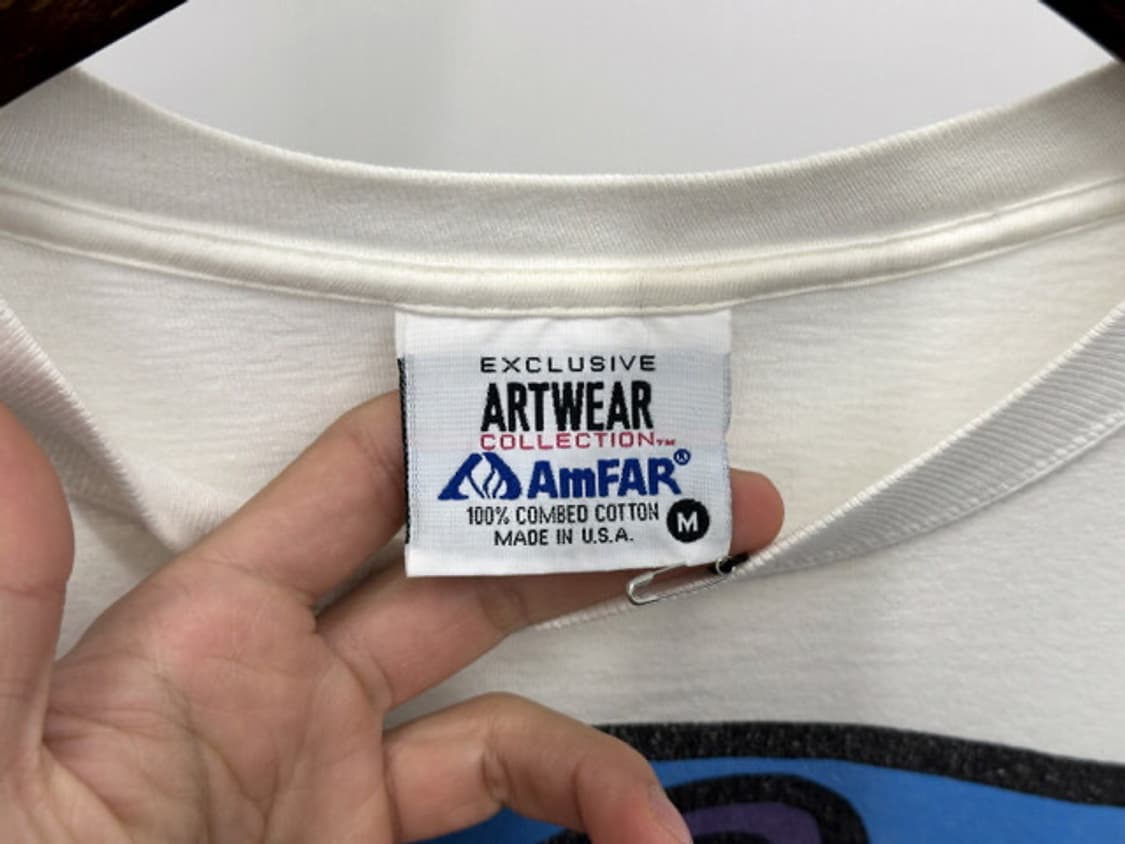 EXCLUSIVE
ARTWEAR
COLLECTION™
AmFAR®
100% COMBED COTTON
MADE IN U.S.A.
M